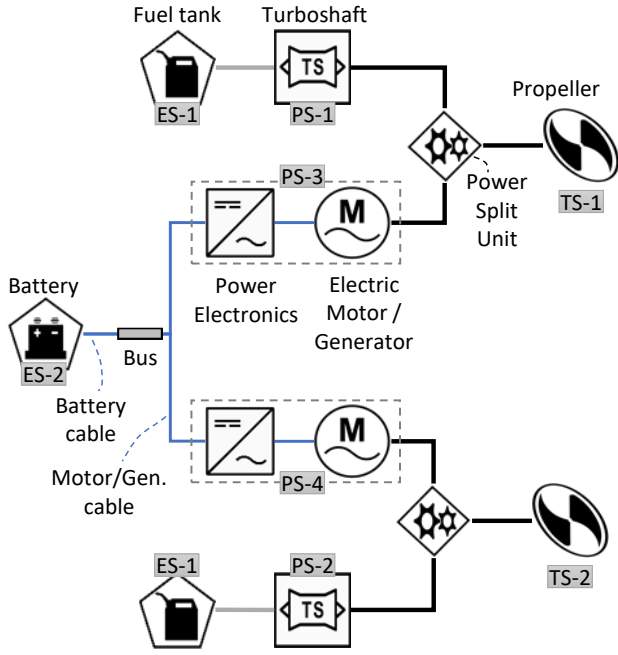 Fuel tank
Turboshaft
TS
ES-1
PS-1
Propeller
TS-1
Power
Split
Unit
PS-3
M
Power
Electronics
Electric
Motor /
Generator
Battery
ES-2
Bus
Battery
cable
Motor/Gen.
cable
M
PS-4
TS-2
ES-1
PS-2
TS